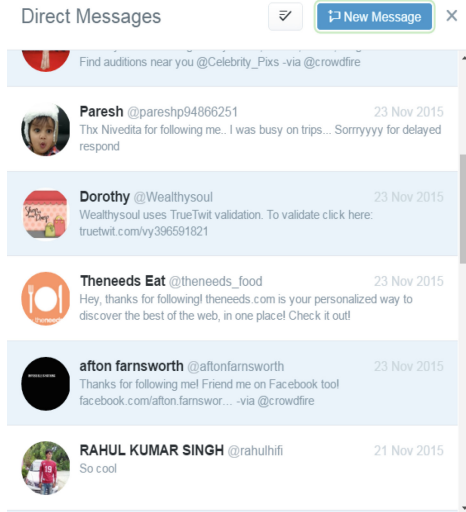 Direct Messages
New Message
Find auditions near you @Celebrity_Pixs -via @crowdfire
Paresh @pareshp94866251 23 Nov 2015
Thx Nivedita for following me.. I was busy on trips... Sorrryyyy for delayed
respond
Dorothy @Wealthysoul 23 Nov 2015
Wealthysoul uses TrueTwit validation. To validate click here:
truetwit.com/vy396591821
Theneeds Eat @theneeds_food 23 Nov 2015
Hey, thanks for following! theneeds.com is your personalized way to
discover the best of the web, in one place! Check it out!
afton farnsworth @aftonfarnsworth 23 Nov 2015
Thanks for following me! Friend me on Facebook too!
facebook.com/afton.farnswor... -via @crowdfire
RAHUL KUMAR SINGH @rahulhifi 21 Nov 2015
So cool